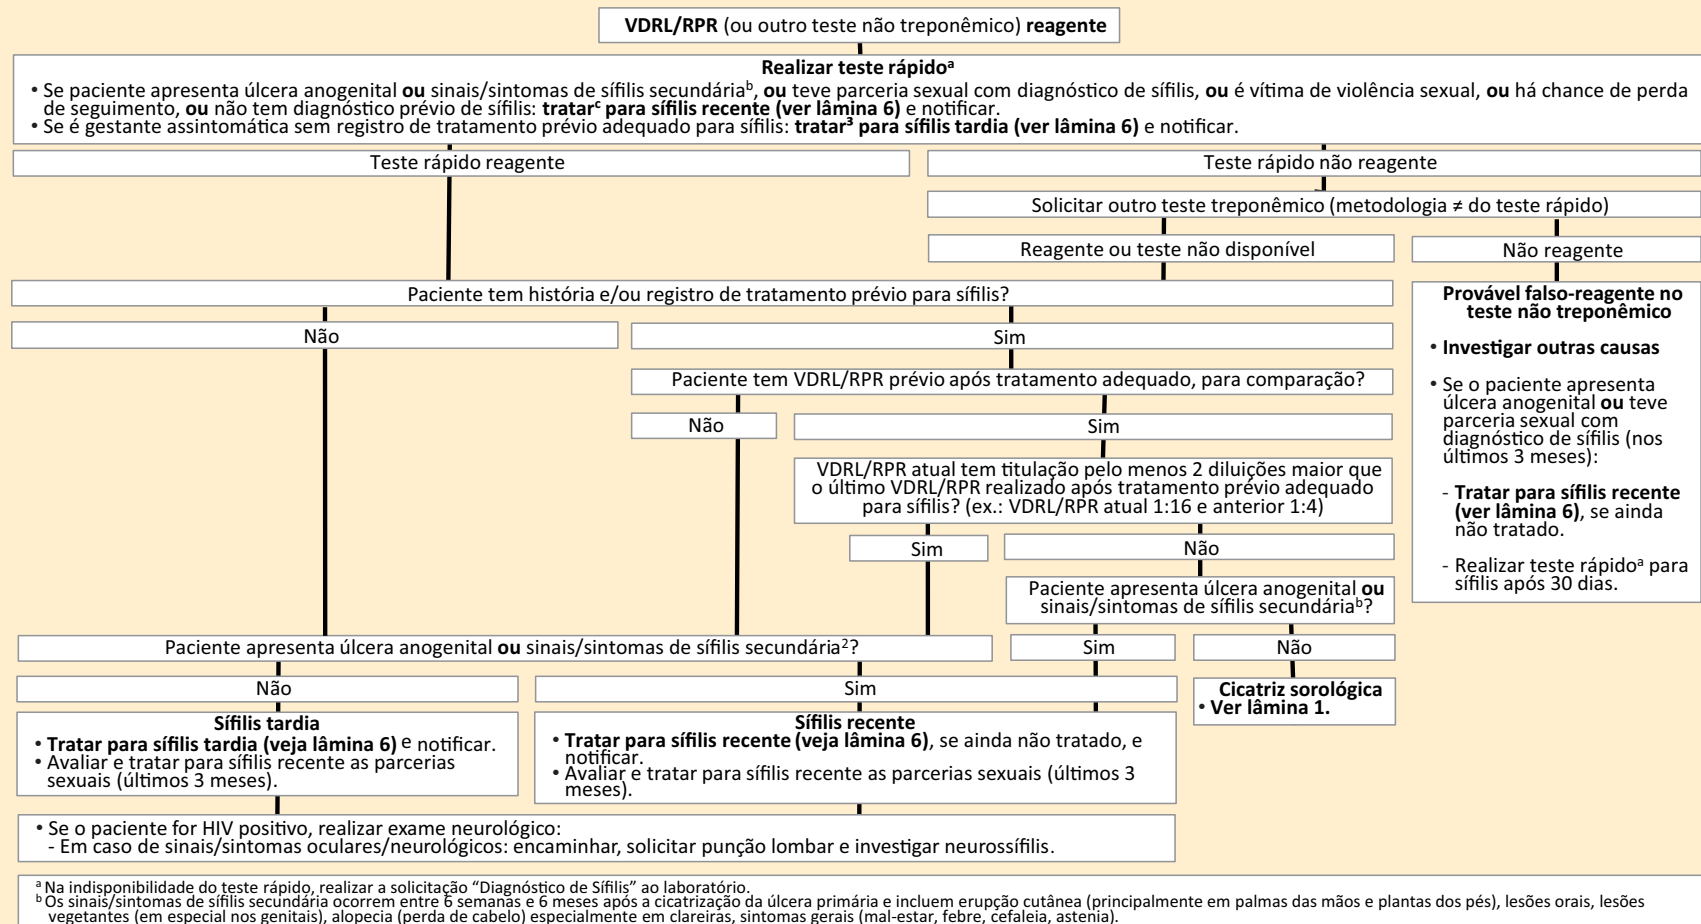 VDRL/RPR (ou outro teste não treponêmico) reagente
Realizar teste rápidoᵃ
• Se paciente apresenta úlcera anogenital ou sinais/sintomas de sífilis secundáriaᵇ, ou teve parceria sexual com diagnóstico de sífilis, ou é vítima de violência sexual, ou há chance de perda
de seguimento, ou não tem diagnóstico prévio de sífilis: tratarᶜ para sífilis recente (ver lâmina 6) e notificar.
• Se é gestante assintomática sem registro de tratamento prévio adequado para sífilis: tratar³ para sífilis tardia (ver lâmina 6) e notificar.
Teste rápido reagente
Teste rápido não reagente
Solicitar outro teste treponêmico (metodologia ≠ do teste rápido)
Reagente ou teste não disponível
Não reagente
Paciente tem história e/ou registro de tratamento prévio para sífilis?
Não
Sim
Paciente tem VDRL/RPR prévio após tratamento adequado, para comparação?
Não
Sim
VDRL/RPR atual tem titulação pelo menos 2 diluições maior que
o último VDRL/RPR realizado após tratamento prévio adequado
para sífilis? (ex.: VDRL/RPR atual 1:16 e anterior 1:4)
Sim
Não
Paciente apresenta úlcera anogenital ou
sinais/sintomas de sífilis secundáriaᵇ?
Sim
Não
Cicatriz sorológica
• Ver lâmina 1.
Provável falso-reagente no
teste não treponêmico
• Investigar outras causas
• Se o paciente apresenta
úlcera anogenital ou teve
parceria sexual com
diagnóstico de sífilis (nos
últimos 3 meses):
- Tratar para sífilis recente
(ver lâmina 6), se ainda
não tratado.
- Realizar teste rápidoᵃ para
sífilis após 30 dias.
Paciente apresenta úlcera anogenital ou sinais/sintomas de sífilis secundária²?
Não
Sim
Sífilis tardia
• Tratar para sífilis tardia (veja lâmina 6) e notificar.
• Avaliar e tratar para sífilis recente as parcerias
sexuais (últimos 3 meses).
Sífilis recente
• Tratar para sífilis recente (veja lâmina 6), se ainda não tratado, e
notificar.
• Avaliar e tratar para sífilis recente as parcerias sexuais (últimos 3
meses).
• Se o paciente for HIV positivo, realizar exame neurológico:
- Em caso de sinais/sintomas oculares/neurológicos: encaminhar, solicitar punção lombar e investigar neurossífilis.
ᵃ Na indisponibilidade do teste rápido, realizar a solicitação “Diagnóstico de Sífilis” ao laboratório.
ᵇ Os sinais/sintomas de sífilis secundária ocorrem entre 6 semanas e 6 meses após a cicatrização da úlcera primária e incluem erupção cutânea (principalmente em palmas das mãos e plantas dos pés), lesões orais, lesões
vegetantes (em especial nos genitais), alopecia (perda de cabelo) especialmente em clareiras, sintomas gerais (mal-estar, febre, cefaleia, astenia).